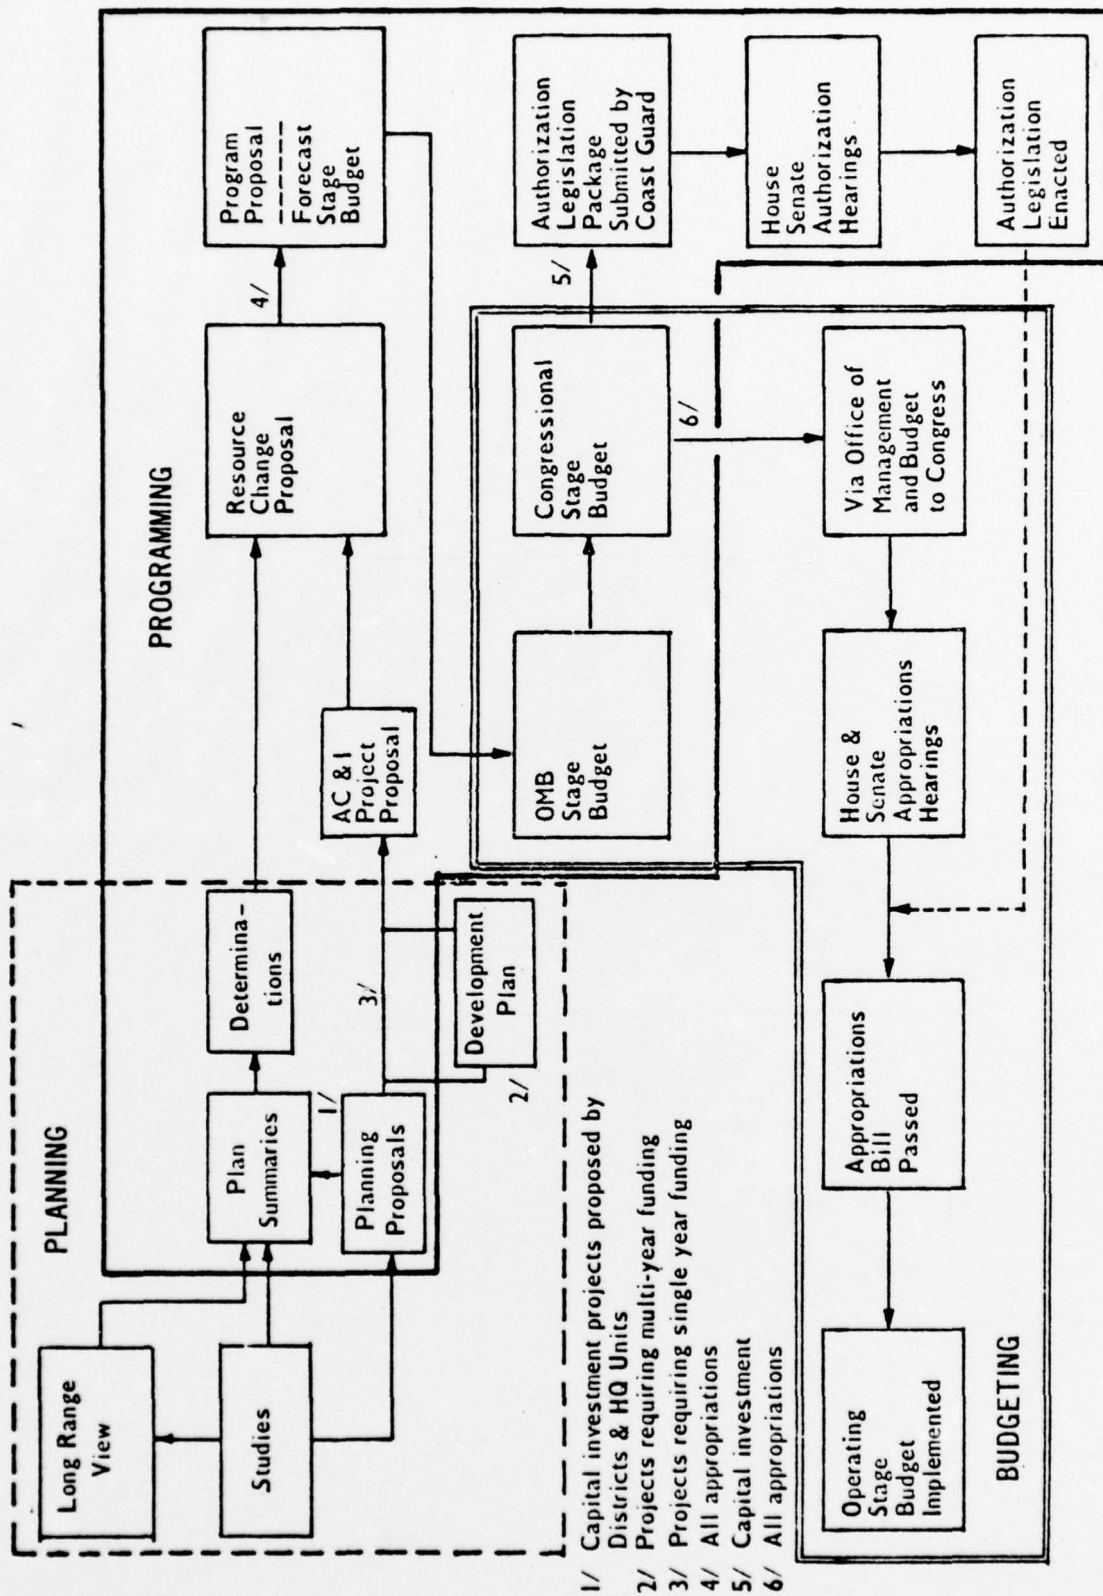 PLANNING
Long Range
View
Studies
Plan
Summaries
1/
Planning
Proposals
Determina-
tions
3/
Development
Plan
2/
PROGRAMMING
AC & I
Project
Proposal
Resource
Change
Proposal
4/
Program
Proposal
Forecast
Stage
Budget
OMB
Stage
Budget
Congressional
Stage
Budget
5/
6/
Authorization
Legislation
Package
Submitted by
Coast Guard
House
Senate
Authorization
Hearings
Authorization
Legislation
Enacted
Via Office of
Management
and Budget
to Congress
House &
Senate
Appropriations
Hearings
Appropriations
Bill
Passed
Operating
Stage
Budget
Implemented
BUDGETING
1/ Capital investment projects proposed by
Districts & HQ Units
2/ Projects requiring multi-year funding
3/ Projects requiring single year funding
4/ All appropriations
5/ Capital investment
6/ All appropriations